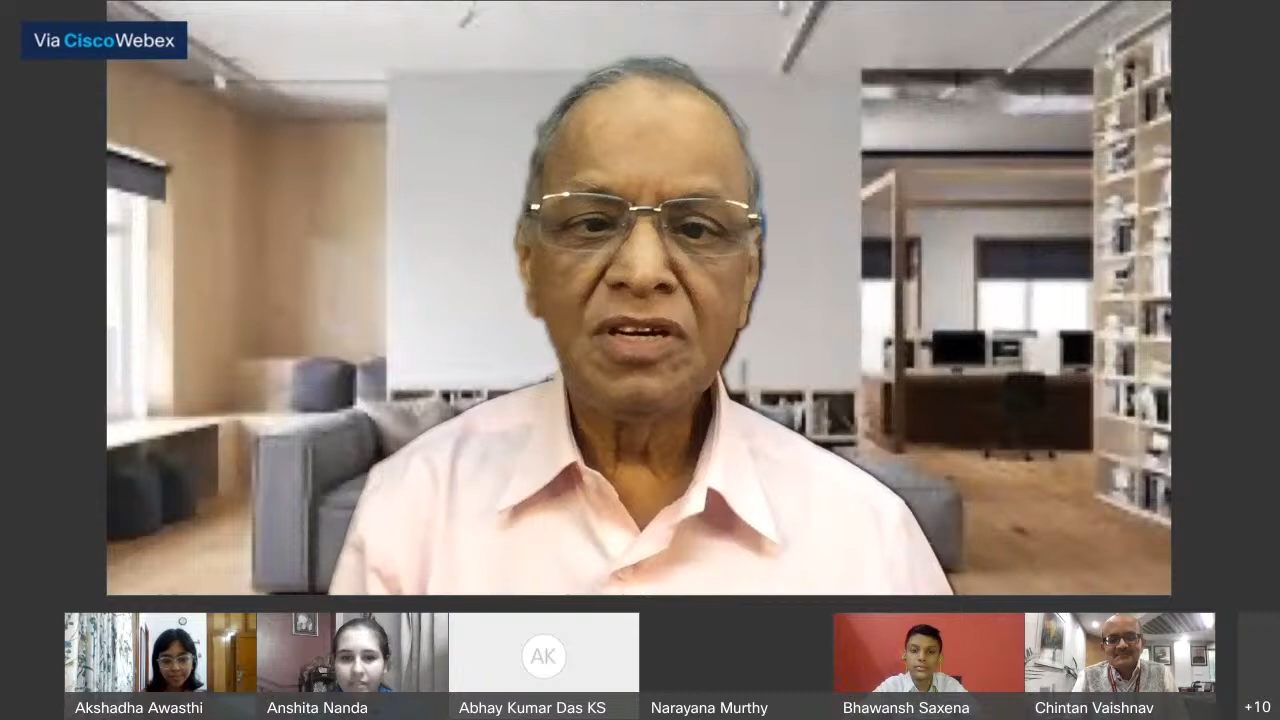 Via CiscoWebex
AK
Akshadha Awasthi
Anshita Nanda
Abhay Kumar Das KS
Narayana Murthy
Bhawansh Saxena
Chintan Vaishnav
+10